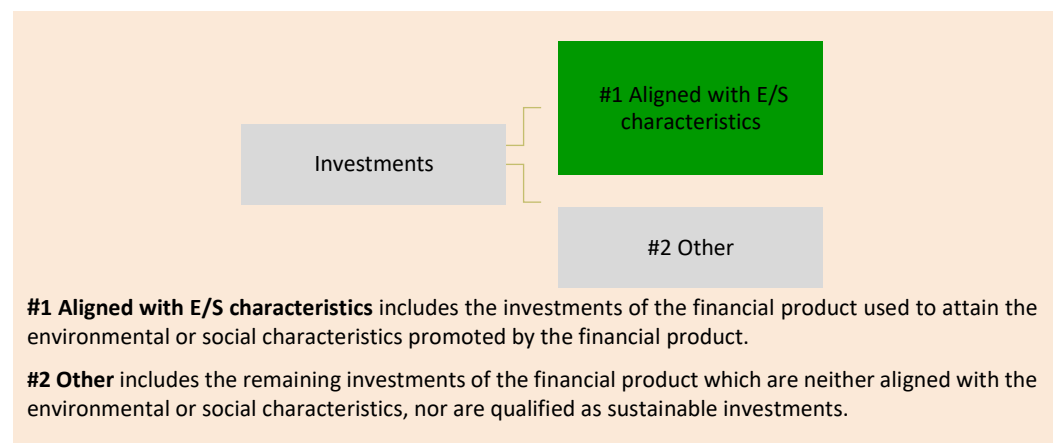 #1 Aligned with E/S
characteristics
Investments
#2 Other
#1 Aligned with E/S characteristics includes the investments of the financial product used to attain the
environmental or social characteristics promoted by the financial product.
#2 Other includes the remaining investments of the financial product which are neither aligned with the
environmental or social characteristics, nor are qualified as sustainable investments.